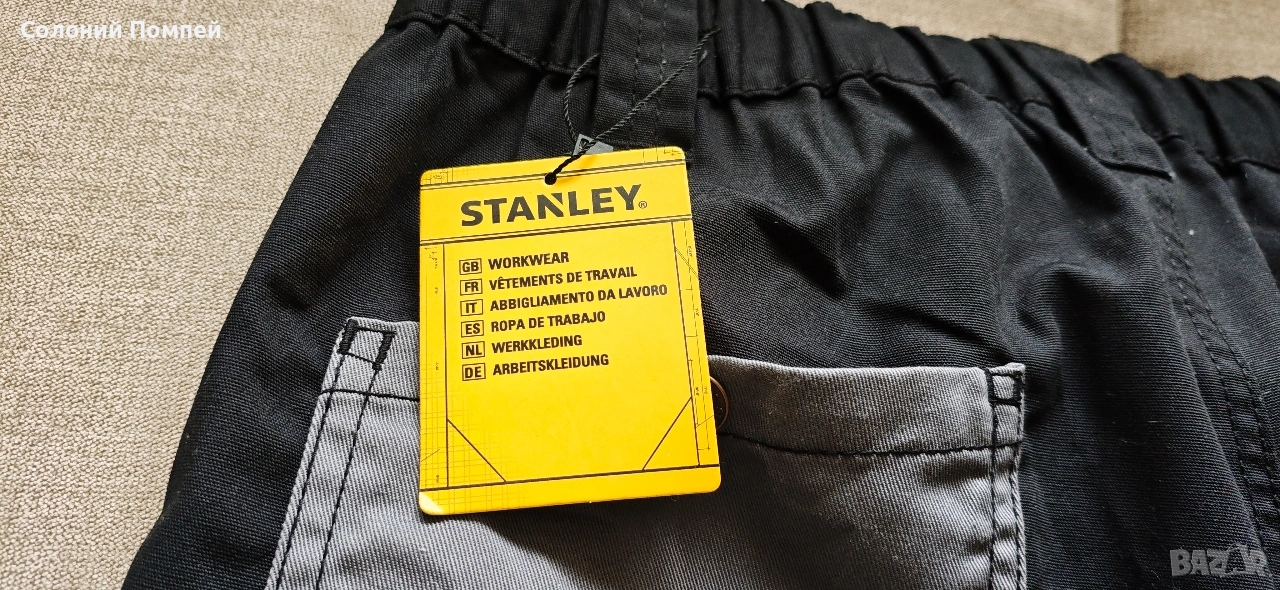 Солоний Помпей
STANLEY®
GB WORKWEAR
FR VÊTEMENTS DE TRAVAIL
IT ABBIGLIAMENTO DA LAVORO
ES ROPA DE TRABAJO
NL WERKKLEDING
DE ARBEITSKLEIDUNG
BAZAR